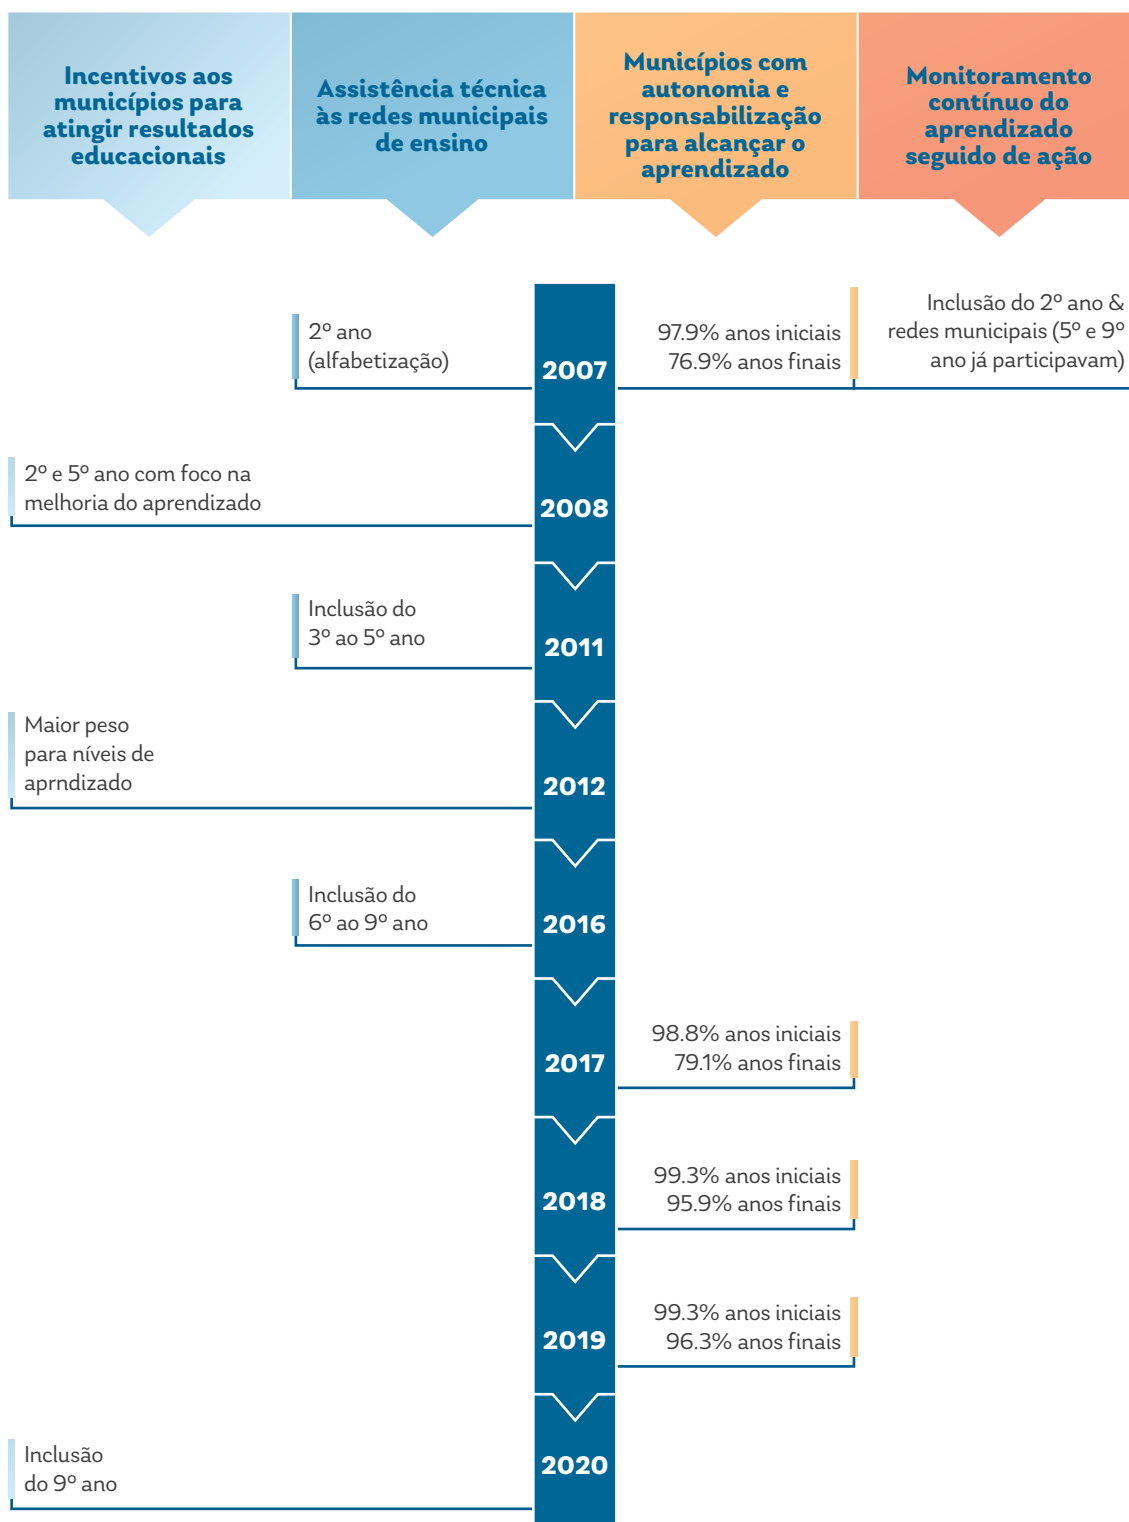 Incentivos aos
municípios para
atingir resultados
educacionais
Assistência técnica
às redes municipais
de ensino
Municípios com
autonomia e
responsabilização
para alcançar o
aprendizado
Monitoramento
contínuo do
aprendizado
seguido de ação
2º ano
(alfabetização)
2007
97.9% anos iniciais
76.9% anos finais
Inclusão do 2º ano &
redes municipais (5º e 9º
ano já participavam)
2º e 5º ano com foco na
melhoria do aprendizado
2008
Inclusão do
3º ao 5º ano
2011
Maior peso
para níveis de
aprndizado
2012
Inclusão do
6º ao 9º ano
2016
2017
98.8% anos iniciais
79.1% anos finais
2018
99.3% anos iniciais
95.9% anos finais
2019
99.3% anos iniciais
96.3% anos finais
Inclusão
do 9º ano
2020